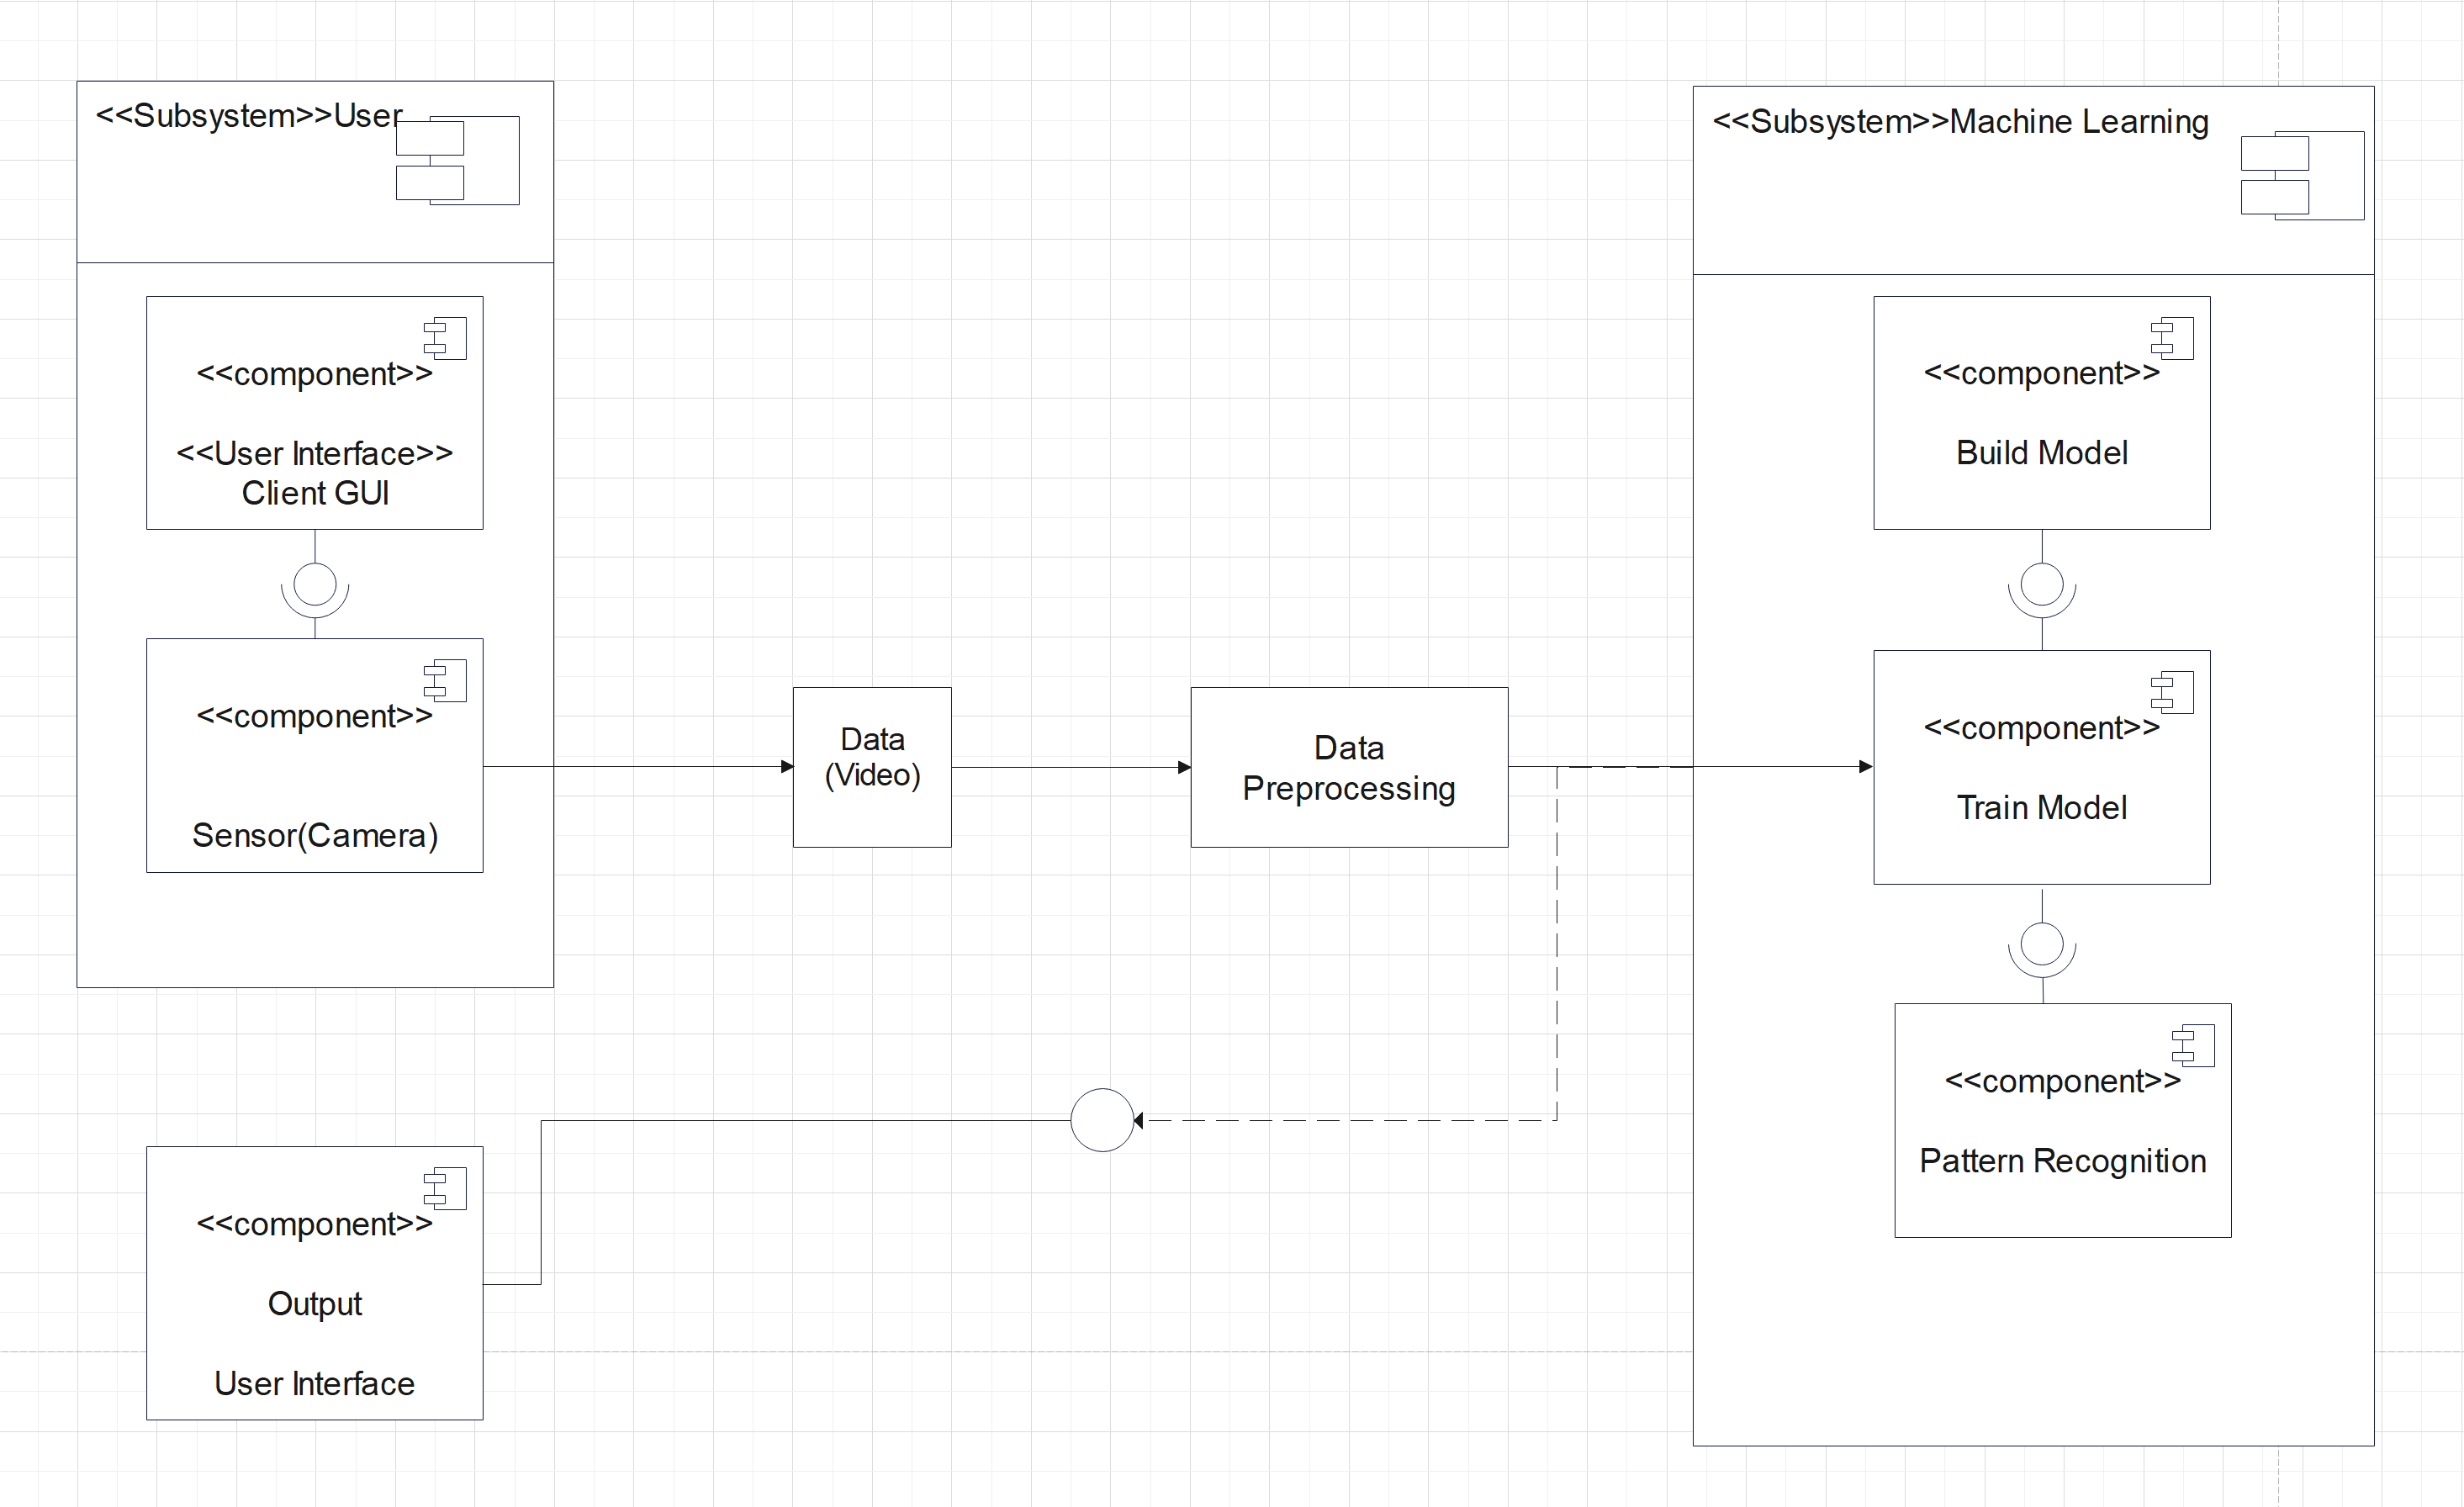 <<Subsystem>>User
<<component>>
<<User Interface>>
Client GUI
<<component>>
Sensor(Camera)
Data
(Video)
Data
Preprocessing
<<Subsystem>>Machine Learning
<<component>>
Build Model
<<component>>
Train Model
<<component>>
Pattern Recognition
<<component>>
Output
User Interface